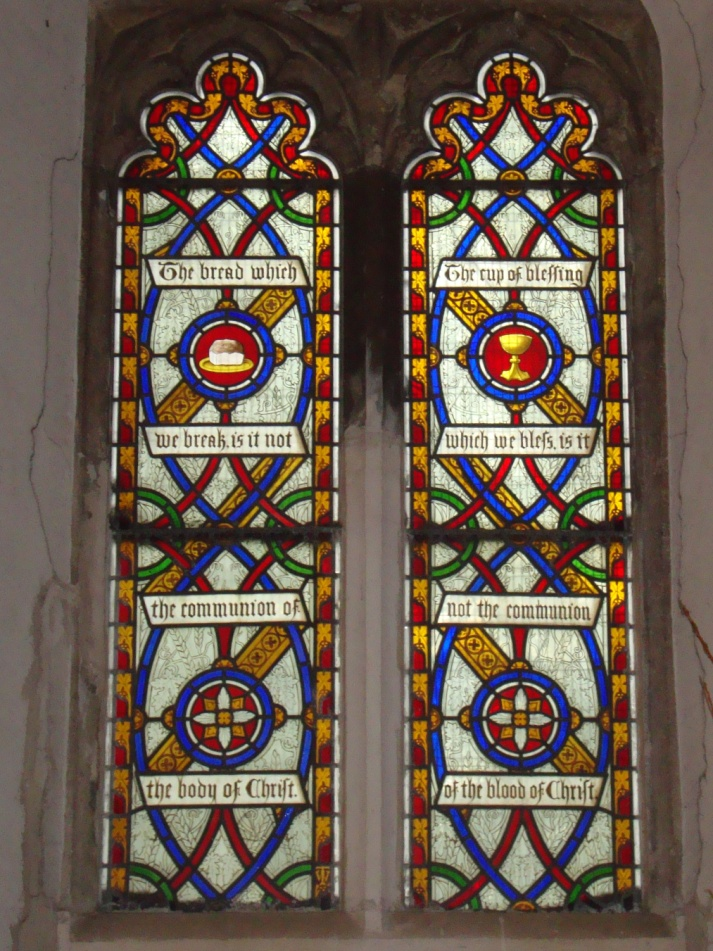 The bread which
we break, is it not
the communion of
the body of Christ.
The cup of blessing
which we bless, is it
not the communion
of the blood of Christ.